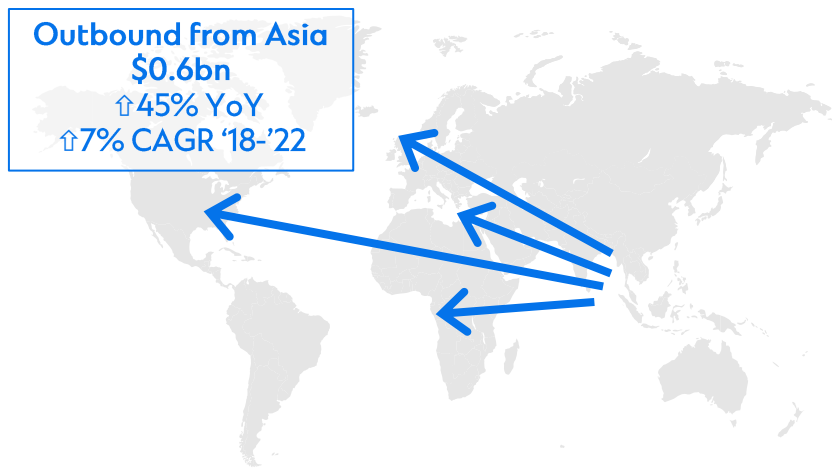 Outbound from Asia
$0.6bn
⇧45% YoY
⇧7% CAGR ‘18-’22